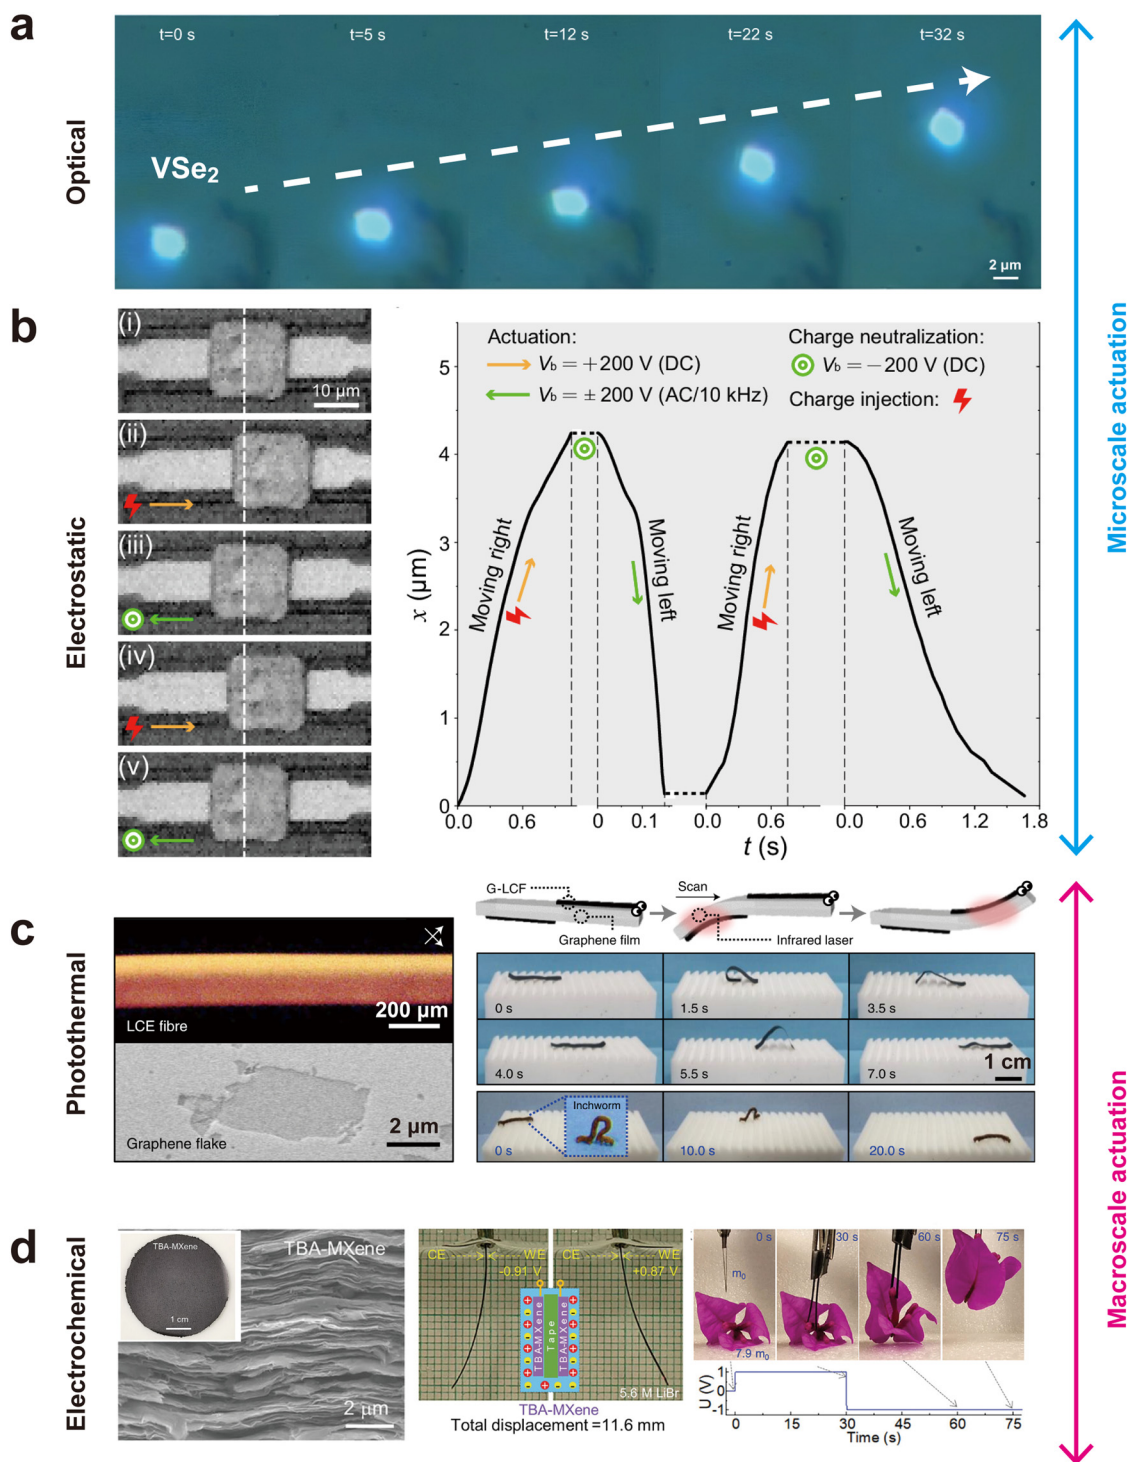 a
Optical
t=0 s
t=5 s
t=12 s
t=22 s
t=32 s
VSe2
2 μm
Microscale actuation
b
Electrostatic
(i)
10 μm
(ii)
(iii)
(iv)
(v)
Actuation:
Vb = +200 V (DC)
Vb = ± 200 V (AC/10 kHz)
Charge neutralization:
Vb = −200 V (DC)
Charge injection:
x (μm)
5
4
3
2
1
0
Moving right
Moving left
Moving right
Moving left
0.0 0.6 0 0.1 0.0 0.6 0.0 0.6 1.2 1.8
t (s)
c
Photothermal
200 μm
LCE fibre
2 μm
Graphene flake
G-LCF
Graphene film
Scan
Infrared laser
0 s
1.5 s
3.5 s
4.0 s
5.5 s
7.0 s
1 cm
Inchworm
0 s
10.0 s
20.0 s
Macroscale actuation
d
Electrochemical
TBA-MXene
1 cm
TBA-MXene
2 μm
CE WE
-0.91 V
CE WE
+0.87 V
TBA-MXene
Tape
TBA-MXene
5.6 M LiBr
TBA-MXene
Total displacement =11.6 mm
0 s
30 s
60 s
75 s
m0
7.9 m0
U (V)
1
-1
0 15 30 45 60 75
Time (s)